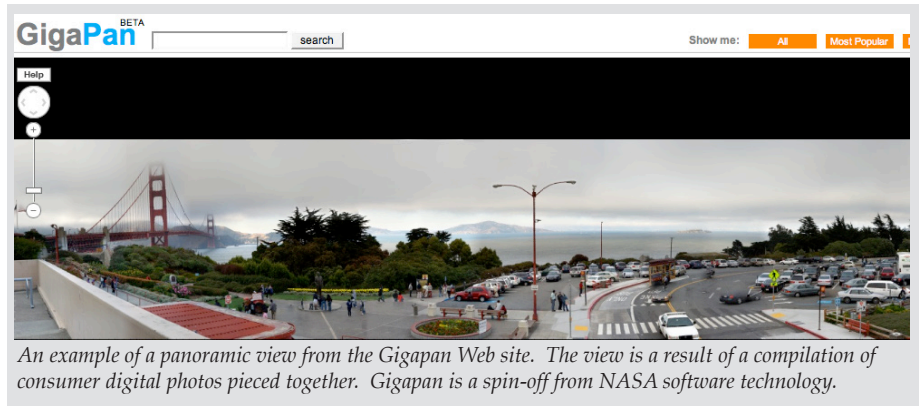 BETA
GigaPan
search
Show me:
All
Most Popular
Help
An example of a panoramic view from the Gigapan Web site. The view is a result of a compilation of
consumer digital photos pieced together. Gigapan is a spin-off from NASA software technology.